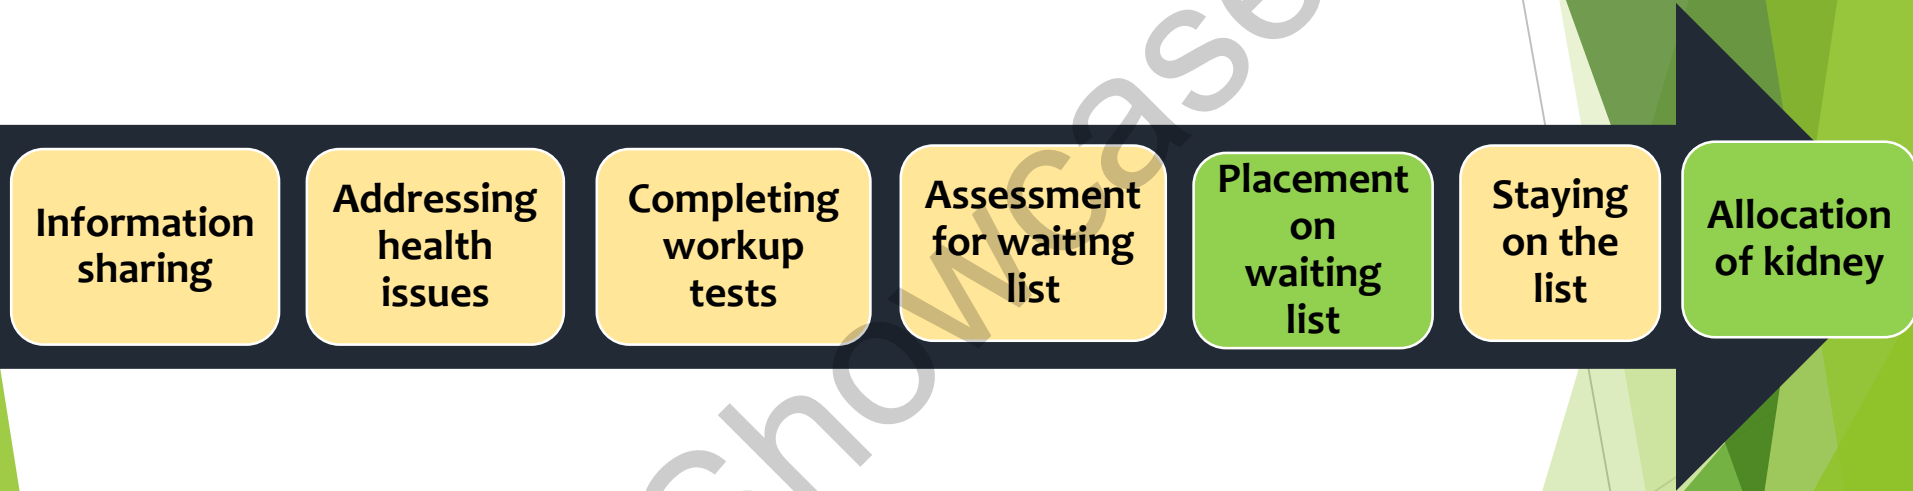 Information
sharing
Addressing
health
issues
Completing
workup
tests
Assessment
for waiting
list
Placement
on
waiting
list
Staying
on the
list
Allocation
of kidney
Showcase